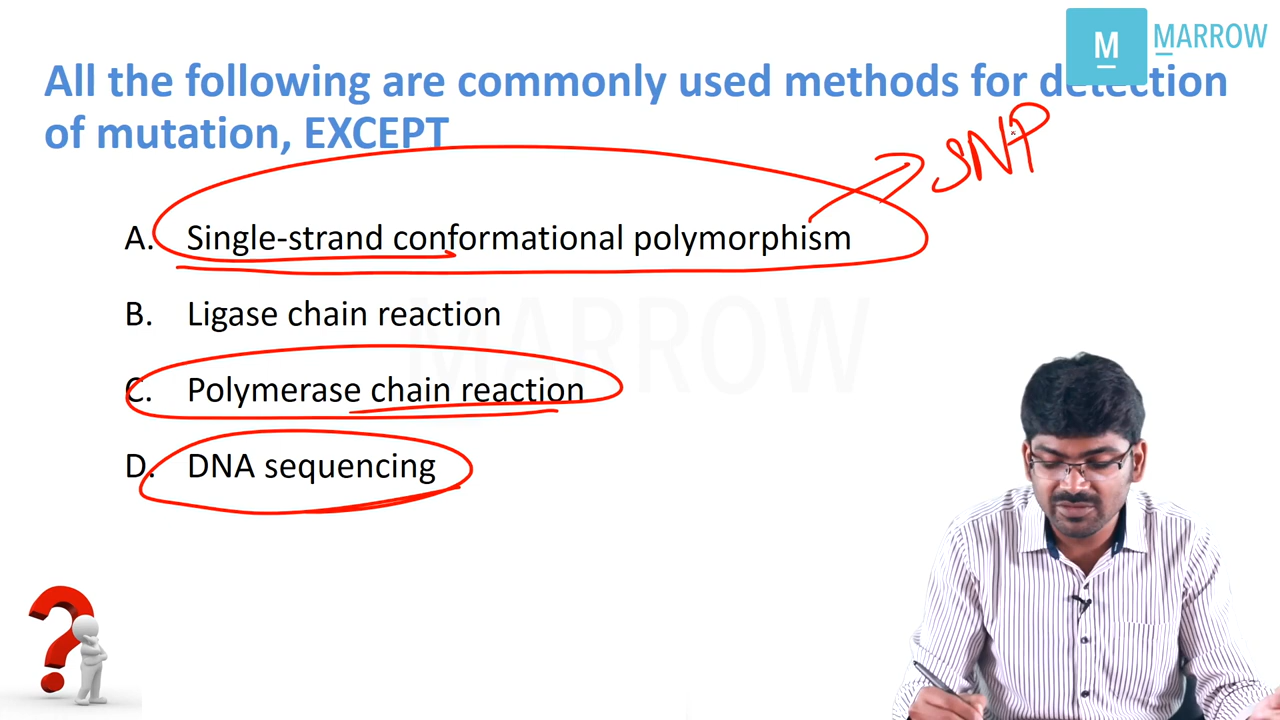 M MARROW
All the following are commonly used methods for detection
of mutation, EXCEPT
SNP
A. Single-strand conformational polymorphism
B. Ligase chain reaction
MARROW
C. Polymerase chain reaction
D. DNA sequencing